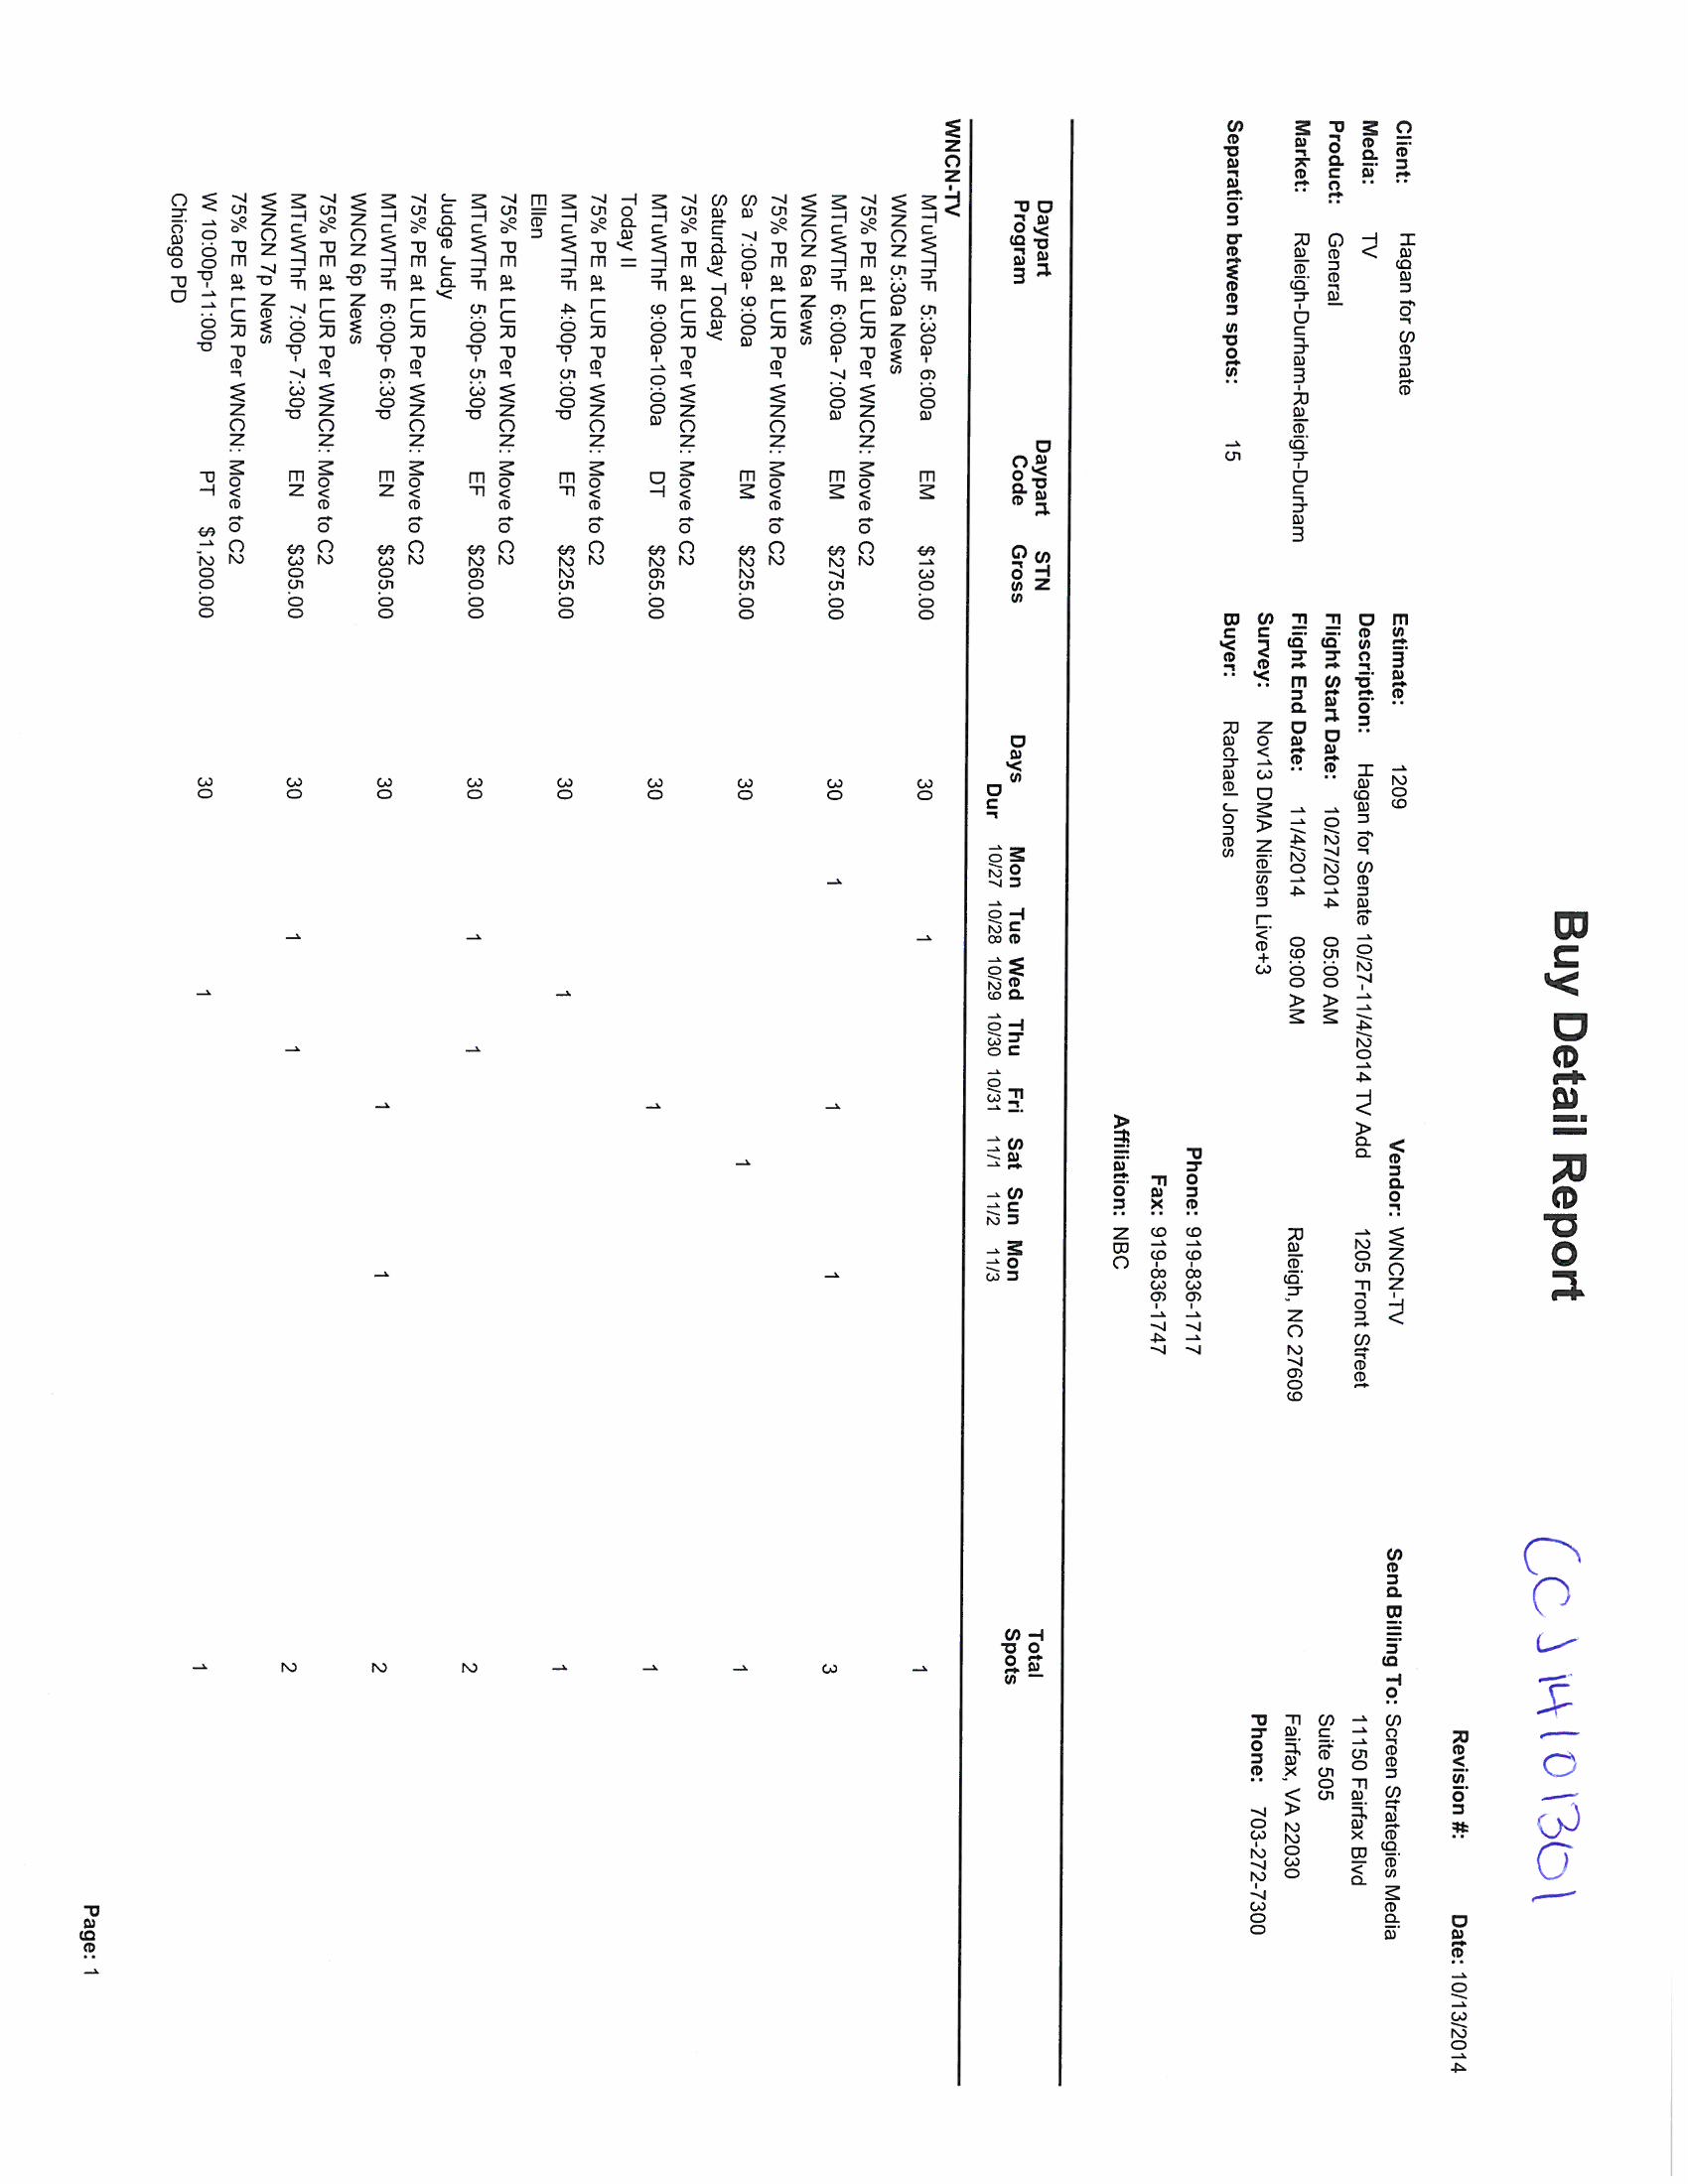 Buy Detail Report
CCJ14101301
Revision #: Date: 10/13/2014
Client: Hagan for Senate
Media: TV
Product: General
Market: Raleigh-Durham-Raleigh-Durham
Separation between spots: 15
Estimate: 1209
Description: Hagan for Senate 10/27-11/4/2014 TV Add
Flight Start Date: 10/27/2014 05:00 AM
Flight End Date: 11/4/2014 09:00 AM
Survey: Nov13 DMA Nielsen Live+3
Buyer: Rachael Jones
Vendor: WNCN-TV
1205 Front Street
Raleigh, NC 27609
Phone: 919-836-1717
Fax: 919-836-1747
Affiliation: NBC
Send Billing To: Screen Strategies Media
11150 Fairfax Blvd
Suite 505
Fairfax, VA 22030
Phone: 703-272-7300
Daypart Daypart STN Days Mon Tue Wed Thu Fri Sat Sun Mon Total
Program Code Gross Dur 10/27 10/28 10/29 10/30 10/31 11/1 11/2 11/3 Spots
WNCN-TV
MTuWThF 5:30a- 6:00a EM $130.00 30 1 1
WNCN 5:30a News
75% PE at LUR Per WNCN: Move to C2
MTuWThF 6:00a- 7:00a EM $275.00 30 1 1 1 3
WNCN 6a News
75% PE at LUR Per WNCN: Move to C2
Sa 7:00a- 9:00a EM $225.00 30 1 1
Saturday Today
75% PE at LUR Per WNCN: Move to C2
MTuWThF 9:00a-10:00a DT $265.00 30 1 1
Today II
75% PE at LUR Per WNCN: Move to C2
MTuWThF 4:00p- 5:00p EF $225.00 30 1 1
Ellen
75% PE at LUR Per WNCN: Move to C2
MTuWThF 5:00p- 5:30p EF $260.00 30 1 1 2
Judge Judy
75% PE at LUR Per WNCN: Move to C2
MTuWThF 6:00p- 6:30p EN $305.00 30 1 1 2
WNCN 6p News
75% PE at LUR Per WNCN: Move to C2
MTuWThF 7:00p- 7:30p EN $305.00 30 1 1 2
WNCN 7p News
75% PE at LUR Per WNCN: Move to C2
W 10:00p-11:00p PT $1,200.00 30 1 1
Chicago PD
Page: 1